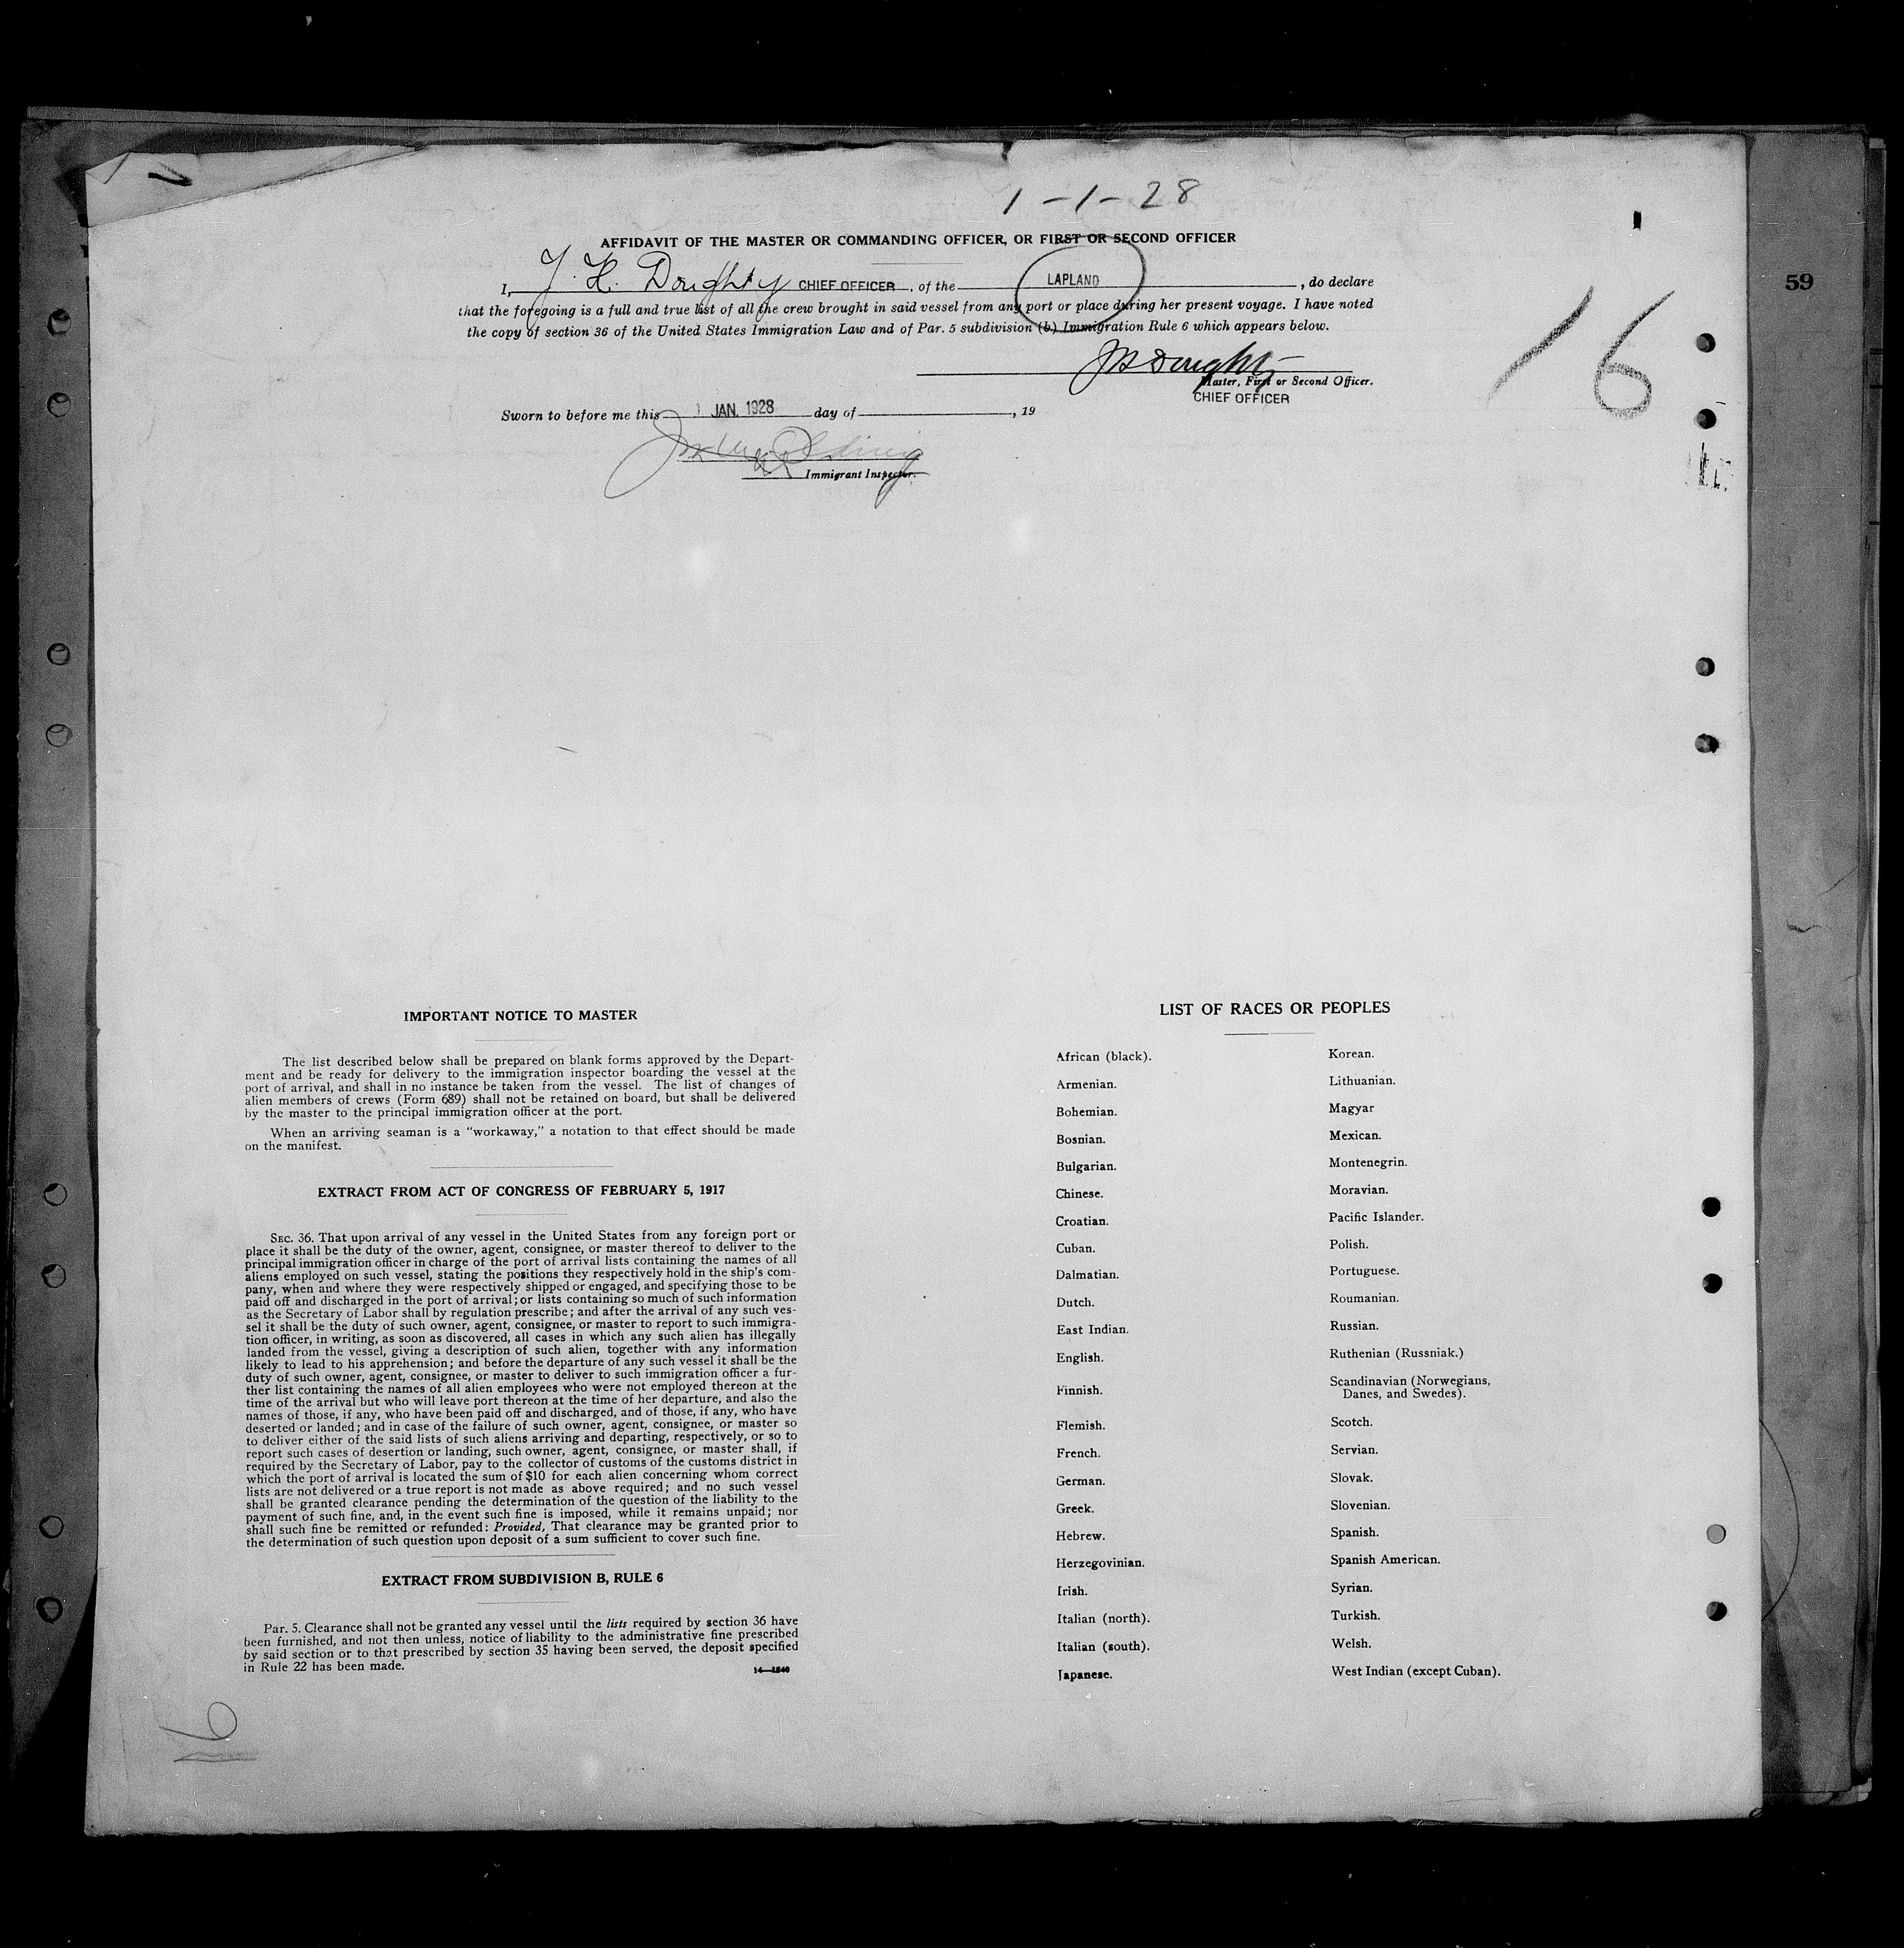 1-1-28
AFFIDAVIT OF THE MASTER OR COMMANDING OFFICER, OR FIRST OR SECOND OFFICER
I, J. H. Doughty CHIEF OFFICER, of the LAPLAND, do declare
that the foregoing is a full and true list of all the crew brought in said vessel from any port or place during her present voyage. I have noted
the copy of section 36 of the United States Immigration Law and of Par. 5 subdivision (b) Immigration Rule 6 which appears below.
59
16
JH Doughty
Master, First or Second Officer.
CHIEF OFFICER
Sworn to before me this 1 JAN. 1928 day of , 19
Immigrant Inspector.
IMPORTANT NOTICE TO MASTER
The list described below shall be prepared on blank forms approved by the Depart-
ment and be ready for delivery to the immigration inspector boarding the vessel at the
port of arrival, and shall in no instance be taken from the vessel. The list of changes of
alien members of crews (Form 689) shall not be retained on board, but shall be delivered
by the master to the principal immigration officer at the port.
When an arriving seaman is a "workaway," a notation to that effect should be made
on the manifest.
EXTRACT FROM ACT OF CONGRESS OF FEBRUARY 5, 1917
SEC. 36. That upon arrival of any vessel in the United States from any foreign port or
place it shall be the duty of the owner, agent, consignee, or master thereof to deliver to the
principal immigration officer in charge of the port of arrival lists containing the names of all
aliens employed on such vessel, stating the positions they respectively hold in the ship's com-
pany, when and where they were respectively shipped or engaged, and specifying those to be
paid off and discharged in the port of arrival; or lists containing so much of such information
as the Secretary of Labor shall by regulation prescribe; and after the arrival of any such ves-
sel it shall be the duty of such owner, agent, consignee, or master to report to such immigra-
tion officer, in writing, as soon as discovered, all cases in which any such alien has illegally
landed from the vessel, giving a description of such alien, together with any information
likely to lead to his apprehension; and before the departure of any such vessel it shall be the
duty of such owner, agent, consignee, or master to deliver to such immigration officer a fur-
ther list containing the names of all alien employees who were not employed thereon at the
time of the arrival but who will leave port thereon at the time of her departure, and also the
names of those, if any, who have been paid off and discharged, and of those, if any, who have
deserted or landed; and in case of the failure of such owner, agent, consignee, or master so
to deliver either of the said lists of such aliens arriving and departing, respectively, or so to
report such cases of desertion or landing, such owner, agent, consignee, or master shall, if
required by the Secretary of Labor, pay to the collector of customs of the customs district in
which the port of arrival is located the sum of $10 for each alien concerning whom correct
lists are not delivered or a true report is not made as above required; and no such vessel
shall be granted clearance pending the determination of the question of the liability to the
payment of such fine, and, in the event such fine is imposed, while it remains unpaid; nor
shall such fine be remitted or refunded: Provided, That clearance may be granted prior to
the determination of such question upon deposit of a sum sufficient to cover such fine.
EXTRACT FROM SUBDIVISION B, RULE 6
Par. 5. Clearance shall not be granted any vessel until the lists required by section 36 have
been furnished, and not then unless, notice of liability to the administrative fine prescribed
by said section or to that prescribed by section 35 having been served, the deposit specified
in Rule 22 has been made.
14—1240
16
LIST OF RACES OR PEOPLES
African (black).
Armenian.
Bohemian.
Bosnian.
Bulgarian.
Chinese.
Croatian.
Cuban.
Dalmatian.
Dutch.
East Indian.
English.
Finnish.
Flemish.
French.
German.
Greek.
Hebrew.
Herzegovinian.
Irish.
Italian (north).
Italian (south).
Japanese.
Korean.
Lithuanian.
Magyar
Mexican.
Montenegrin.
Moravian.
Pacific Islander.
Polish.
Portuguese.
Roumanian.
Russian.
Ruthenian (Russniak.)
Scandinavian (Norwegians,
Danes, and Swedes).
Scotch.
Servian.
Slovak.
Slovenian.
Spanish.
Spanish American.
Syrian.
Turkish.
Welsh.
West Indian (except Cuban).